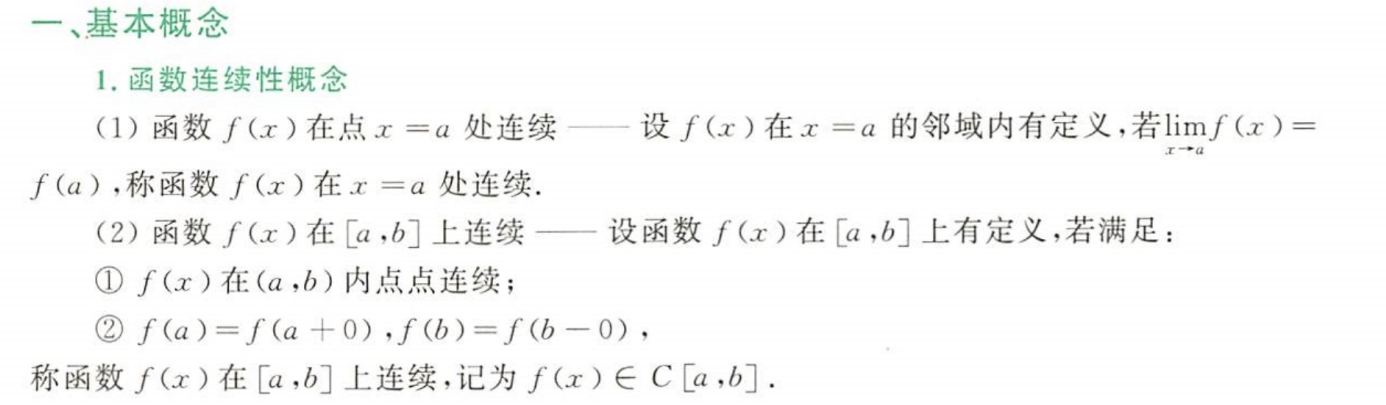 一、基本概念
1. 函数连续性概念
(1) 函数 f(x)在点 x=a 处连续 —— 设 f(x)在 x=a 的邻域内有定义,若lim f(x)=
x→a
f(a),称函数 f(x)在 x=a 处连续.
(2) 函数 f(x)在[a,b]上连续 —— 设函数 f(x)在[a,b]上有定义,若满足:
① f(x)在(a,b)内点点连续;
② f(a)=f(a+0),f(b)=f(b-0),
称函数 f(x)在[a,b]上连续,记为 f(x)∈C[a,b].